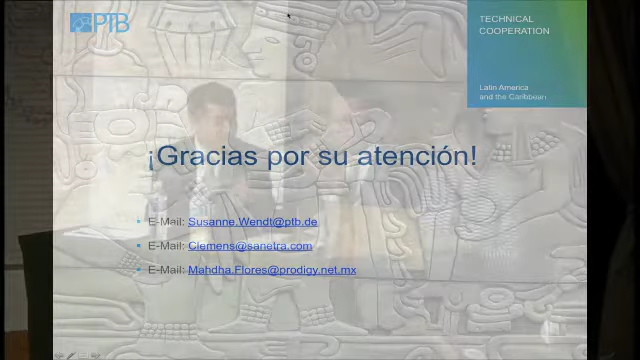 PTB
TECHNICAL
COOPERATION
Latin America
and the Caribbean
¡Gracias por su atención!
E-Mail: Susanne.Wendt@ptb.de
E-Mail: Clemens@sanetra.com
E-Mail: Mahdha.Flores@prodigy.net.mx